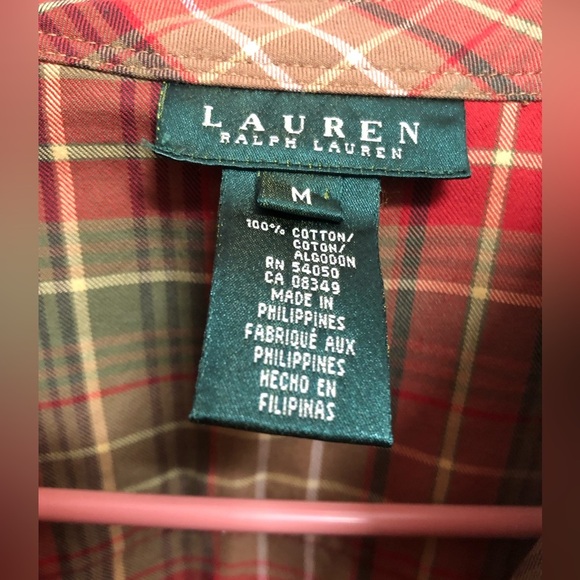 LAUREN
RALPH LAUREN
M
100% COTTON/
COTON/
ALGODON
RN 54050
CA 08349
MADE IN
PHILIPPINES
FABRIQUÉ AUX
PHILIPPINES
HECHO EN
FILIPINAS